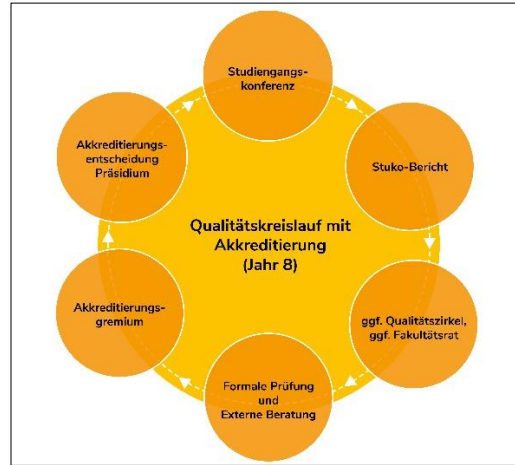 Studiengangs-
konferenz
Stuko-Bericht
ggf. Qualitätszirkel,
ggf. Fakultätsrat
Formale Prüfung
und
Externe Beratung
Akkreditierungs-
gremium
Akkreditierungs-
entscheidung
Präsidium
Qualitätskreislauf mit
Akkreditierung
(Jahr 8)